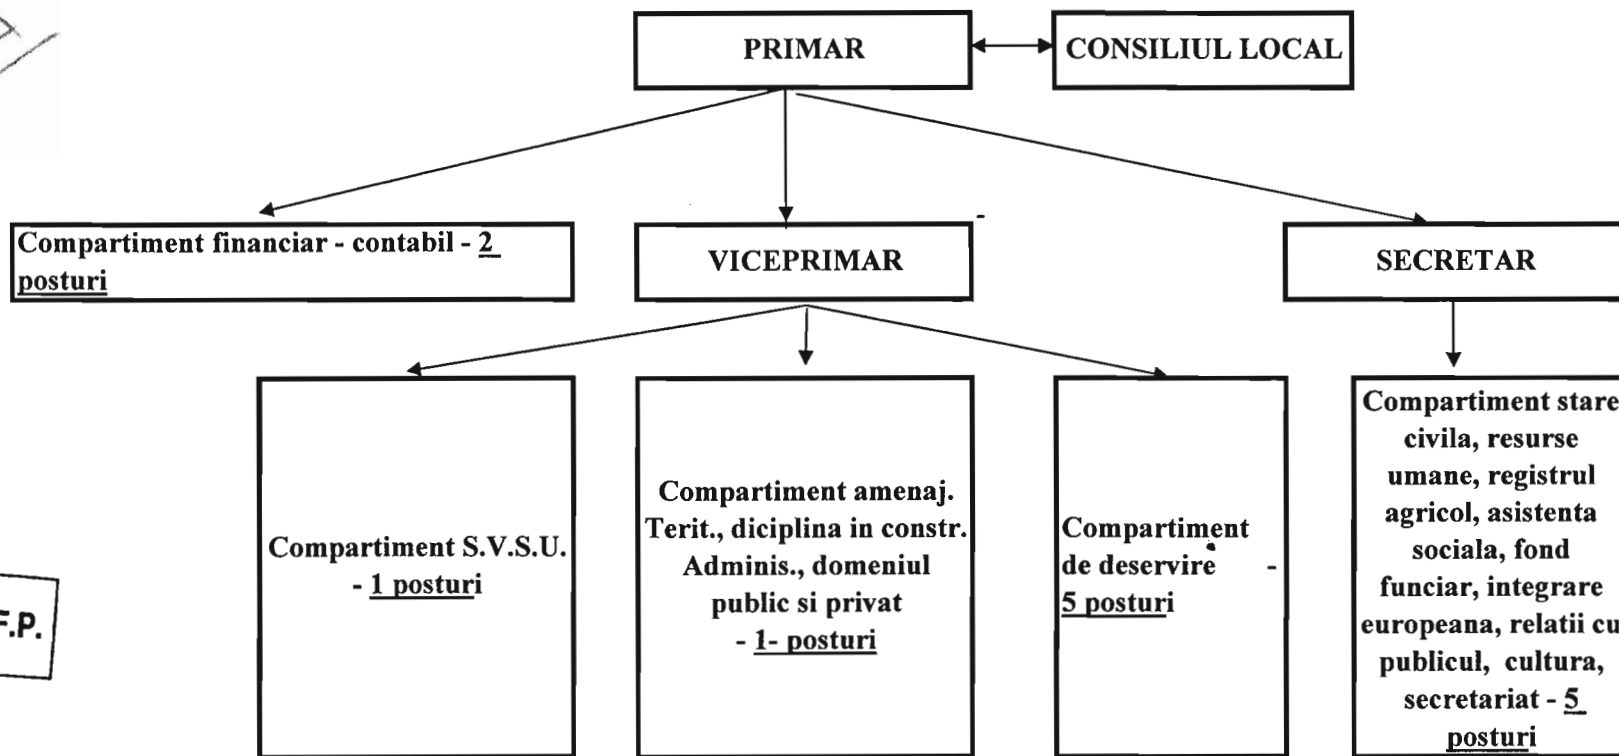 PRIMAR
CONSILIUL LOCAL
Compartiment financiar - contabil - 2
posturi
VICEPRIMAR
SECRETAR
Compartiment S.V.S.U.
- 1 posturi
Compartiment amenaj.
Terit., diciplina in constr.
Adminis., domeniul
public si privat
- 1- posturi
Compartiment
de deservire -
5 posturi
Compartiment stare
civila, resurse
umane, registrul
agricol, asistenta
sociala, fond
funciar, integrare
europeana, relatii cu
publicul, cultura,
secretariat - 5
posturi
F.P.